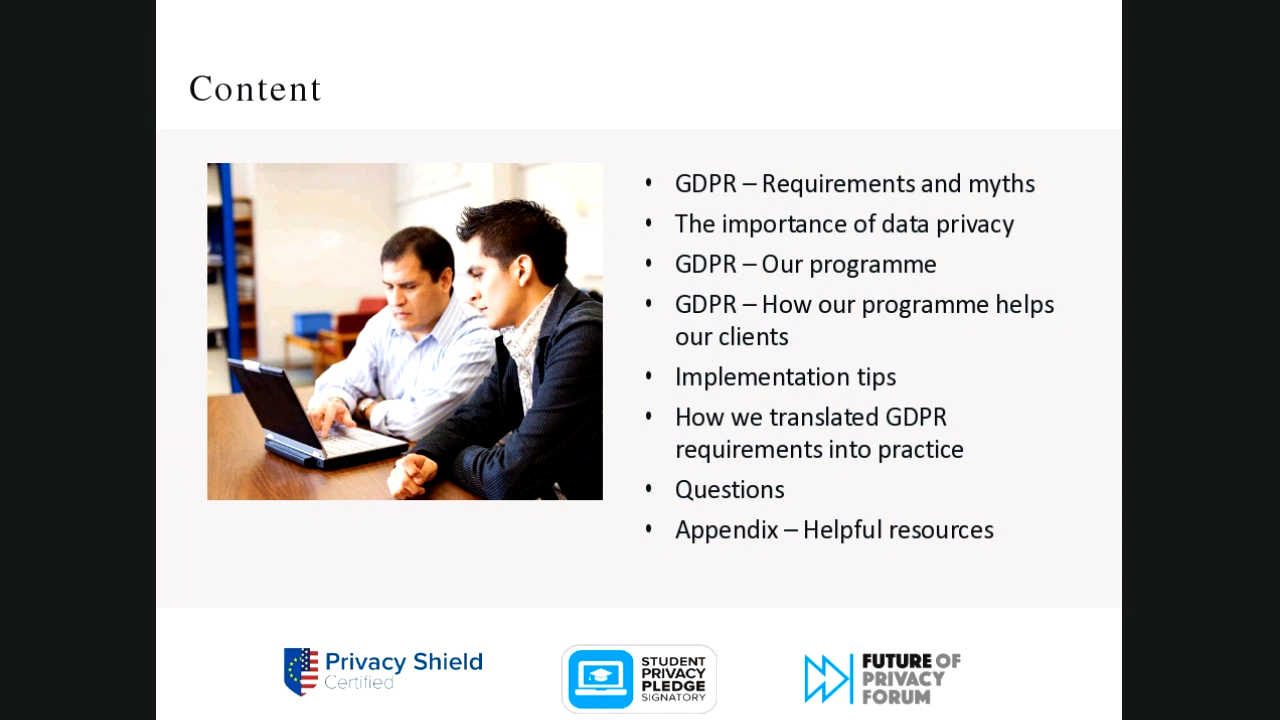 Content
• GDPR – Requirements and myths
• The importance of data privacy
• GDPR – Our programme
• GDPR – How our programme helps
our clients
• Implementation tips
• How we translated GDPR
requirements into practice
• Questions
• Appendix – Helpful resources
Privacy Shield
Certified
STUDENT
PRIVACY
PLEDGE
SIGNATORY
FUTURE OF
PRIVACY
FORUM